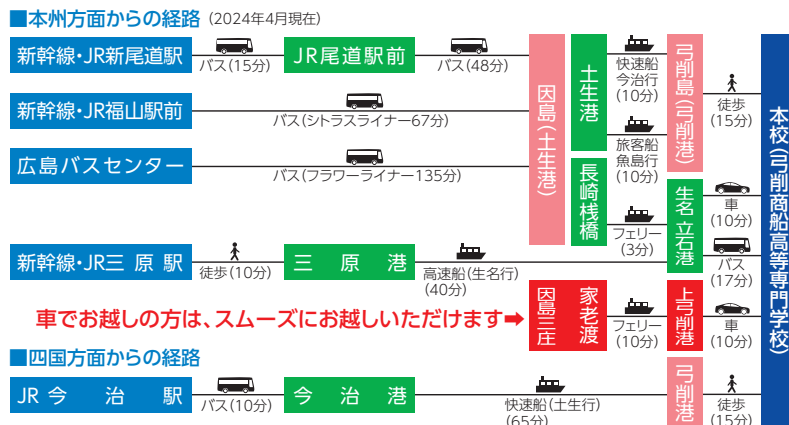 ■本州方面からの経路 (2024年4月現在)
新幹線・JR新尾道駅
バス(15分)
JR尾道駅前
バス(48分)
新幹線・JR福山駅前
バス(シトラスライナー67分)
広島バスセンター
バス(フラワーライナー135分)
因島(土生港)
土生港
快速船
今治行
(10分)
旅客船
魚島行
(10分)
弓削島(弓削港)
徒歩
(15分)
長崎桟橋
フェリー
(3分)
生名 立石港
車
(10分)
バス
(17分)
新幹線・JR三原駅
徒歩(10分)
三原港
高速船(生名行)
(40分)
車でお越しの方は、スムーズにお越しいただけます➡
因島三庄
家老渡
フェリー
(10分)
上弓削港
車
(10分)
本校(弓削商船高等専門学校)
■四国方面からの経路
JR今治駅
バス(10分)
今治港
快速船(土生行)
(65分)
弓削港
徒歩
(15分)